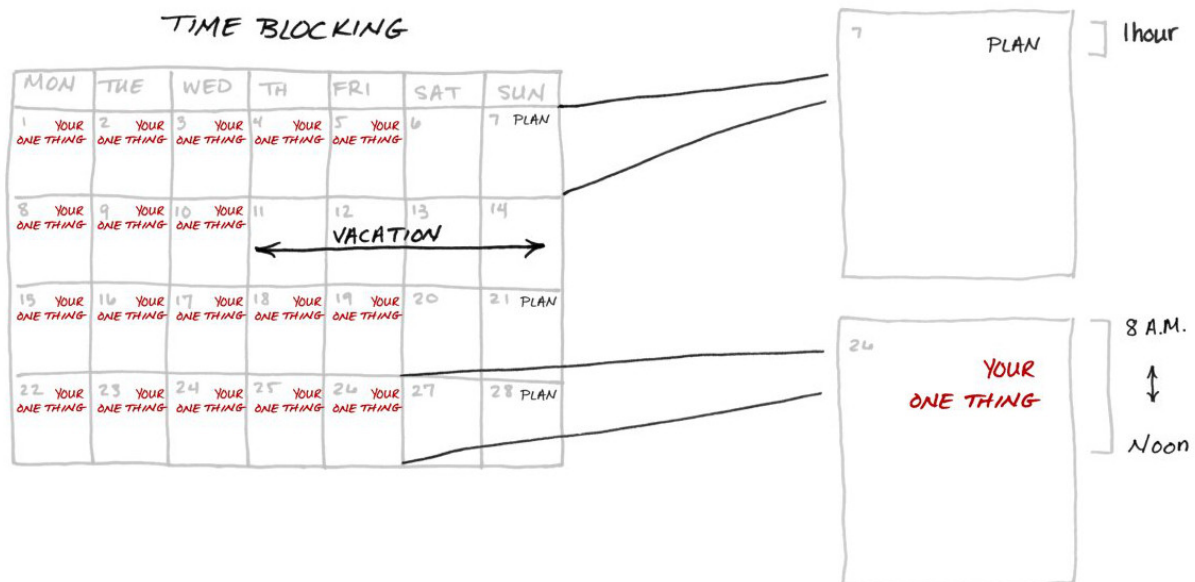 TIME BLOCKING
MON TUE WED TH FRI SAT SUN
1 YOUR 2 YOUR 3 YOUR 4 YOUR 5 YOUR 6 7 PLAN
ONE THING ONE THING ONE THING ONE THING ONE THING
8 YOUR 9 YOUR 10 YOUR 11 12 13 14
ONE THING ONE THING ONE THING
VACATION
15 YOUR 16 YOUR 17 YOUR 18 YOUR 19 YOUR 20 21 PLAN
ONE THING ONE THING ONE THING ONE THING ONE THING
22 YOUR 23 YOUR 24 YOUR 25 YOUR 26 YOUR 27 28 PLAN
ONE THING ONE THING ONE THING ONE THING ONE THING
7 PLAN
1 hour
26
YOUR
ONE THING
8 A.M.
Noon